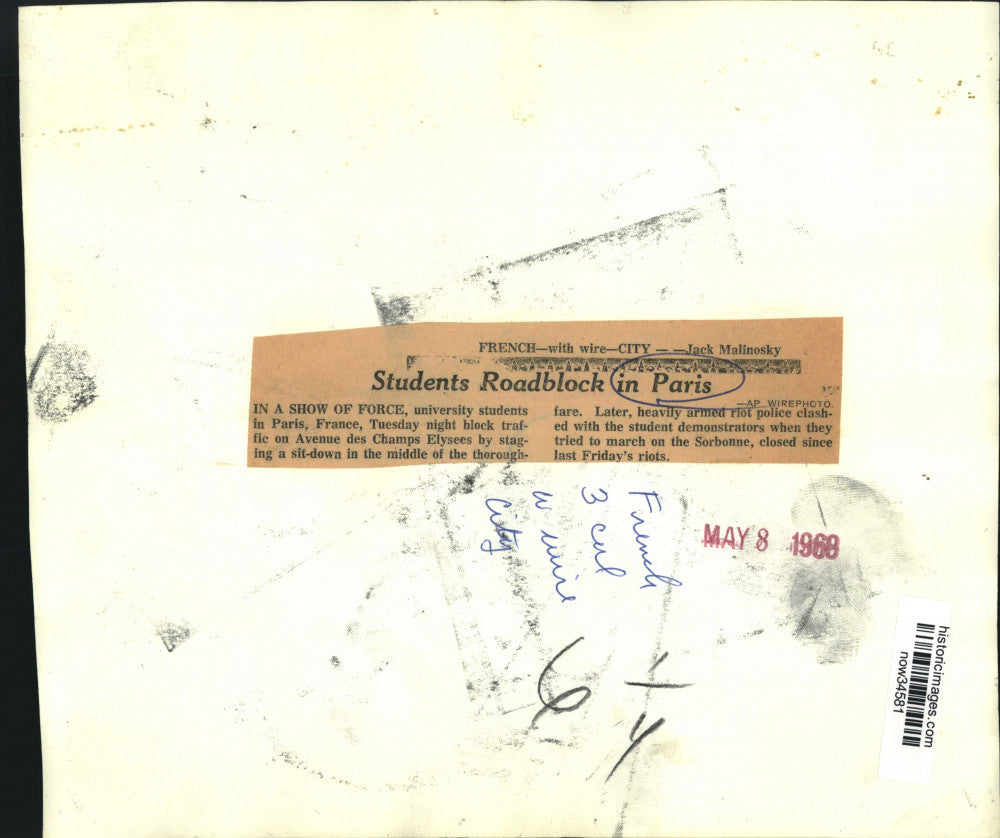 FRENCH—with wire—CITY — —Jack Malinosky
Students Roadblock in Paris
—AP WIREPHOTO.
IN A SHOW OF FORCE, university students
in Paris, France, Tuesday night block traf-
fic on Avenue des Champs Elysees by stag-
ing a sit-down in the middle of the thorough-
fare. Later, heavily armed riot police clash-
ed with the student demonstrators when they
tried to march on the Sorbonne, closed since
last Friday's riots.
French
3 col
w wire
City
MAY 8 1968
6
1
4
historicimages.com
now34581